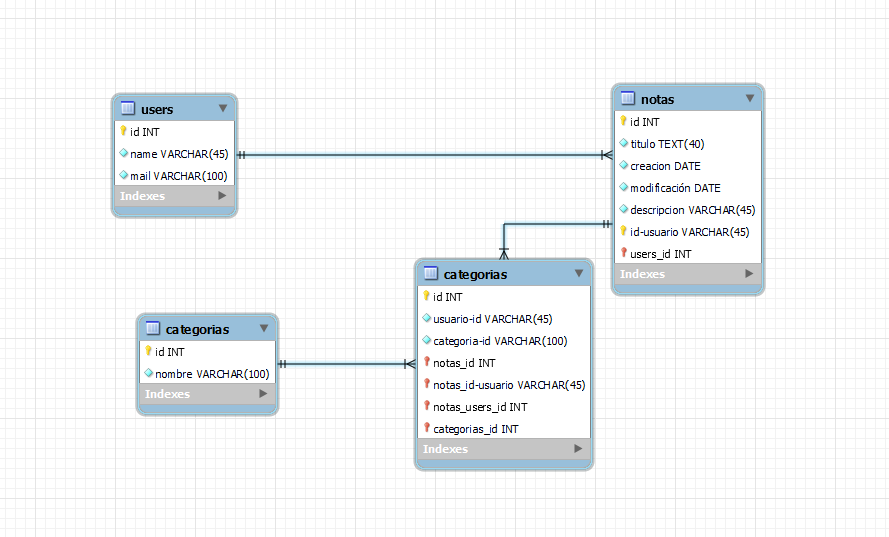 users
id INT
name VARCHAR(45)
mail VARCHAR(100)
Indexes
notas
id INT
titulo TEXT(40)
creacion DATE
modificación DATE
descripcion VARCHAR(45)
id-usuario VARCHAR(45)
users_id INT
Indexes
categorias
id INT
usuario-id VARCHAR(45)
categoria-id VARCHAR(100)
notas_id INT
notas_id-usuario VARCHAR(45)
notas_users_id INT
categorias_id INT
Indexes
categorias
id INT
nombre VARCHAR(100)
Indexes